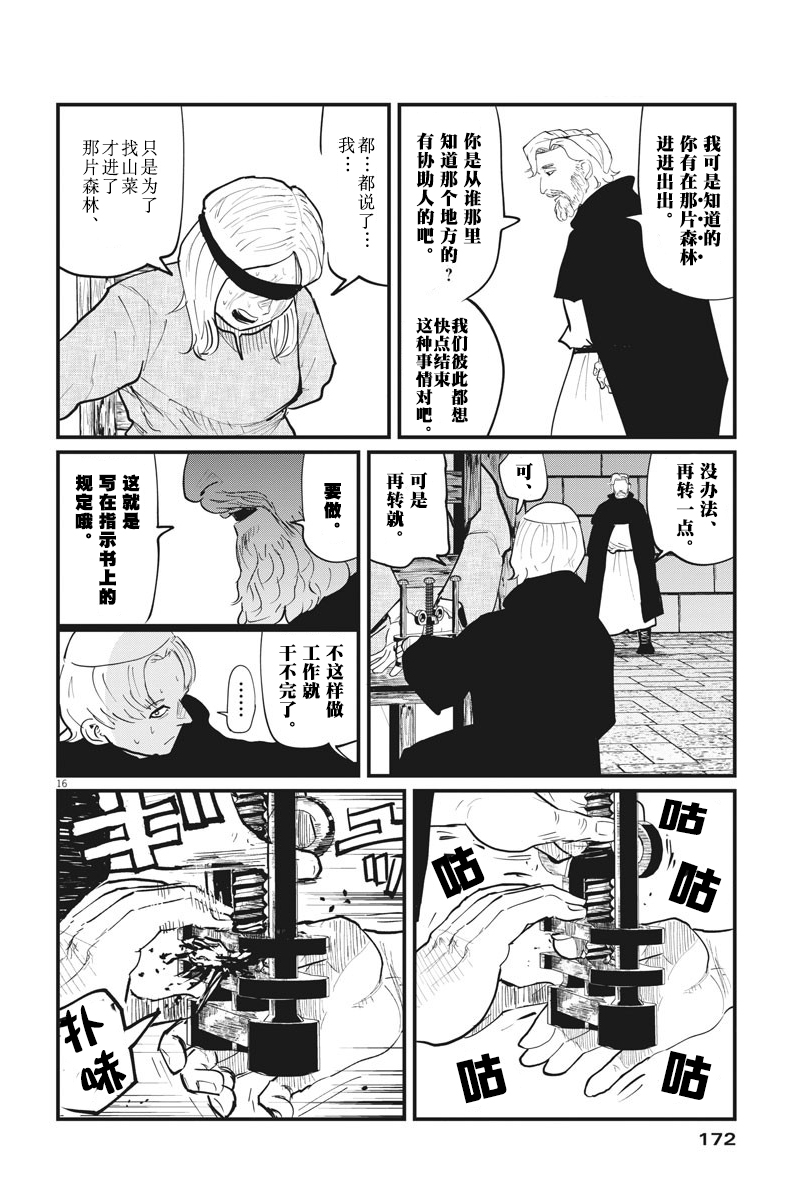 我可是知道的
你有在那片森林
进进出出。
你是从谁那里
知道那个地方的？
有协助人的吧。
我们彼此都想
快点结束
这种事情对吧。
都…都说了…
我…
只是为了
找山菜
才进了
那片森林、
没办法、
再转一点。
可、
可是
再转就。
要做。
这就是
写在指示书上的
规定哦。
不这样做
工作就
干不完了。
……
16
咕
咕
咕
咕
咕
ギギギ
扑
哧
172